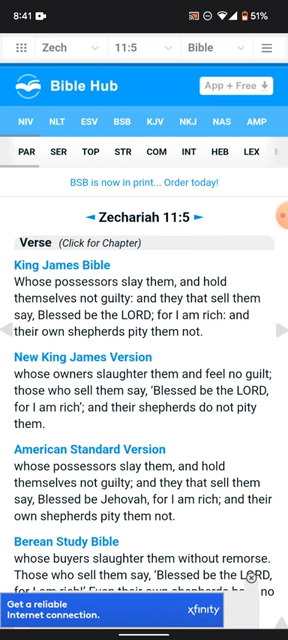 8:41
51%
Zech
11:5
Bible
Bible Hub
App + Free
NIV NLT ESV BSB KJV NKJ NAS AMP
PAR SER TOP STR COM INT HEB LEX
BSB is now in print... Order today!
◄ Zechariah 11:5 ►
Verse (Click for Chapter)
King James Bible
Whose possessors slay them, and hold
themselves not guilty: and they that sell them
say, Blessed be the LORD; for I am rich: and
their own shepherds pity them not.
New King James Version
whose owners slaughter them and feel no guilt;
those who sell them say, ‘Blessed be the LORD,
for I am rich’; and their shepherds do not pity
them.
American Standard Version
whose possessors slay them, and hold
themselves not guilty; and they that sell them
say, Blessed be Jehovah, for I am rich; and their
own shepherds pity them not.
Berean Study Bible
whose buyers slaughter them without remorse.
Those who sell them say, ‘Blessed be the LORD,
no
Get a reliable
Internet connection.
xfinity